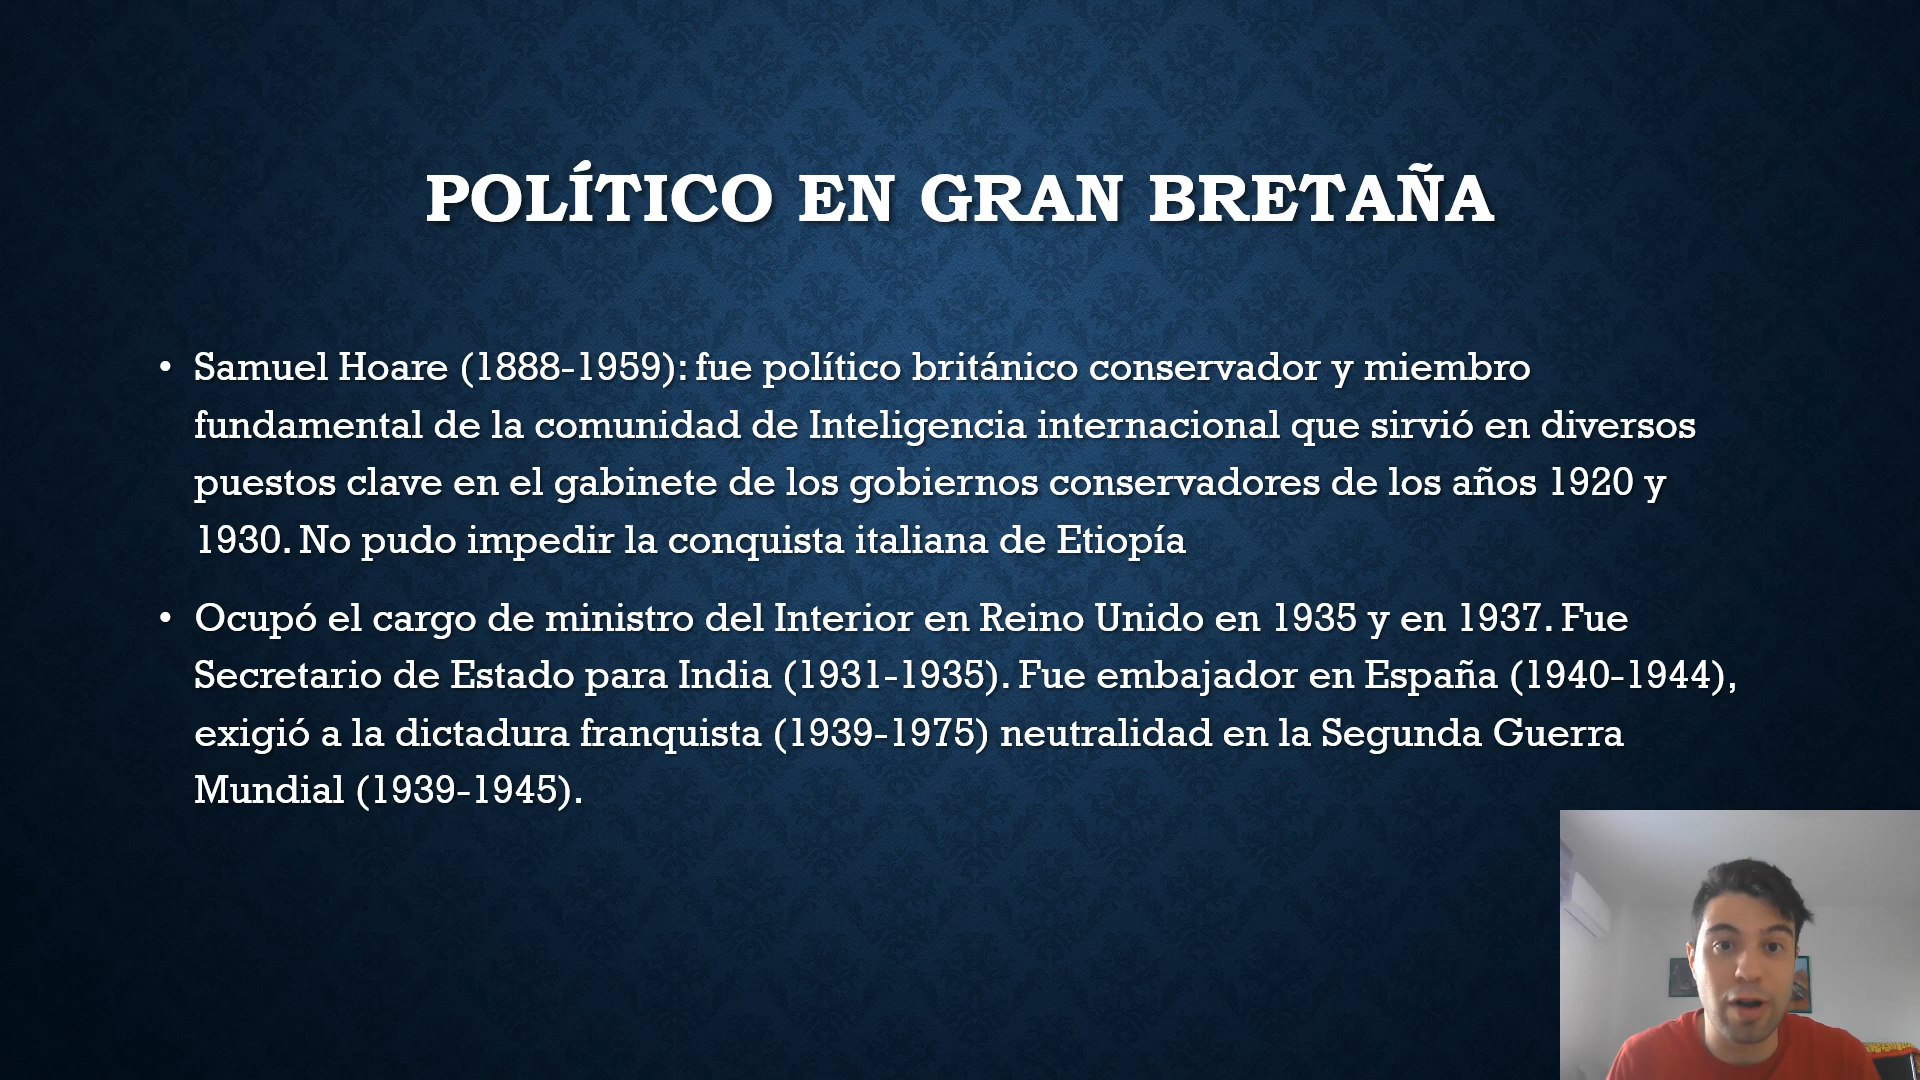 POLÍTICO EN GRAN BRETAÑA
• Samuel Hoare (1888-1959): fue político británico conservador y miembro
fundamental de la comunidad de Inteligencia internacional que sirvió en diversos
puestos clave en el gabinete de los gobiernos conservadores de los años 1920 y
1930. No pudo impedir la conquista italiana de Etiopía
• Ocupó el cargo de ministro del Interior en Reino Unido en 1935 y en 1937. Fue
Secretario de Estado para India (1931-1935). Fue embajador en España (1940-1944),
exigió a la dictadura franquista (1939-1975) neutralidad en la Segunda Guerra
Mundial (1939-1945).